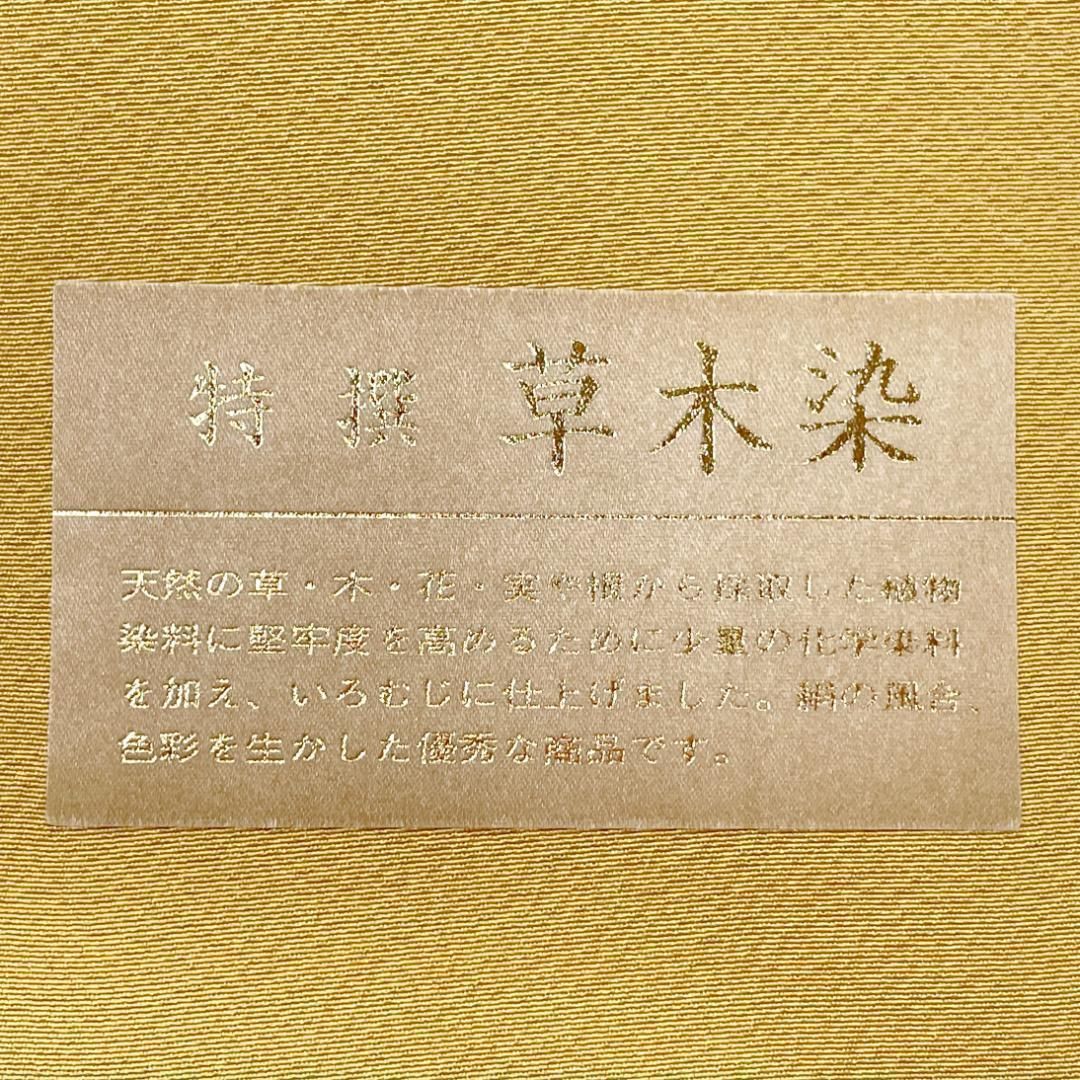 特撰 草木染
天然の草・木・花・実や根から採取した植物
染料に堅牢度を高めるために少量の化学染料
を加え、いろむじに仕上げました。絹の風合、
色彩を生かした優秀な商品です。